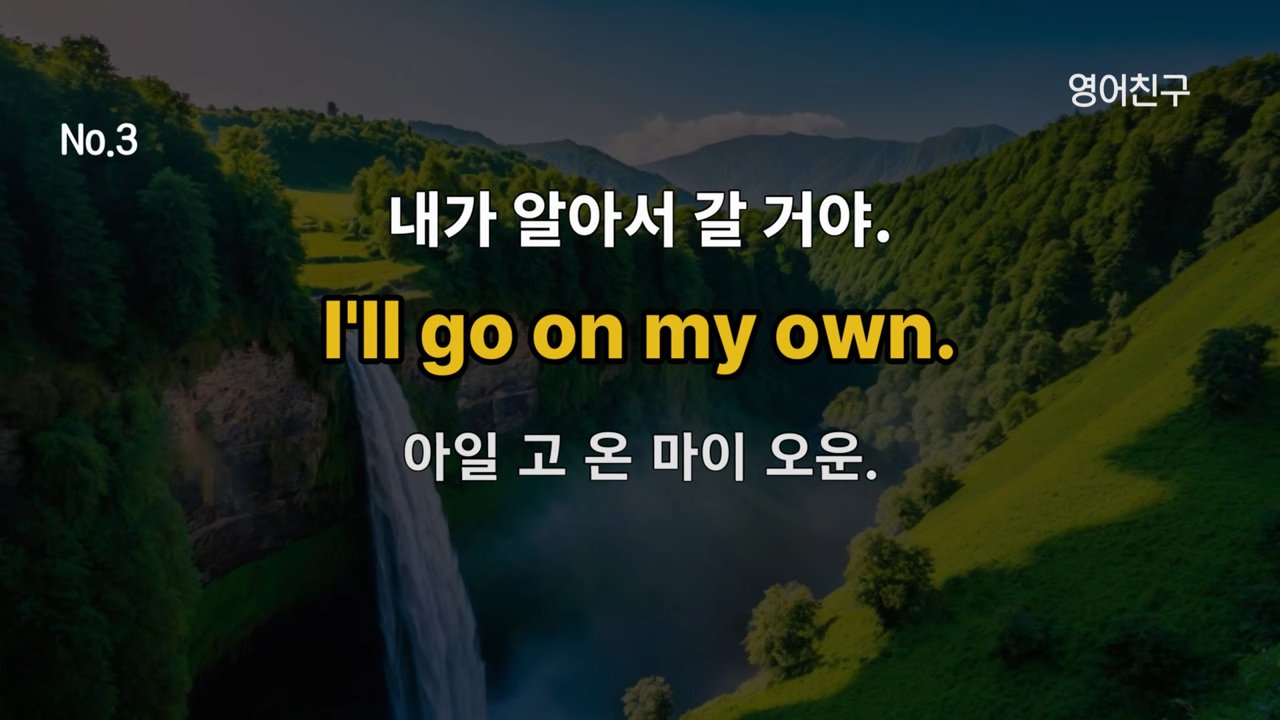 영어친구
No.3
내가 알아서 갈 거야.
I'll go on my own.
아일 고 온 마이 오운.